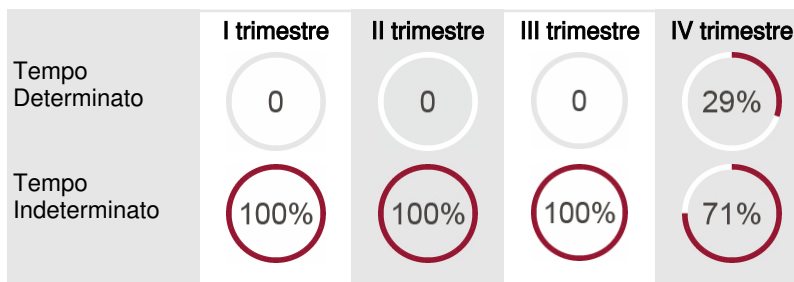 I trimestre II trimestre III trimestre IV trimestre
Tempo
Determinato
0 0 0 29%
Tempo
Indeterminato
100% 100% 100% 71%